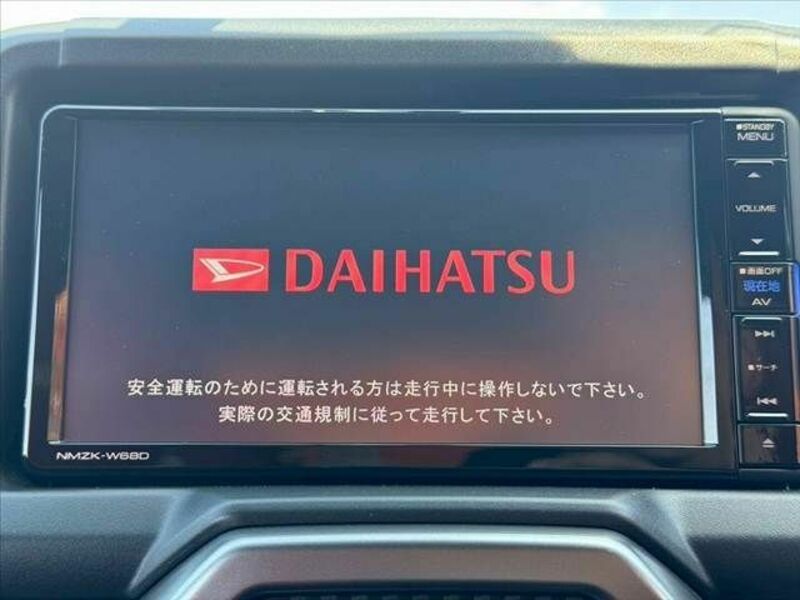 DAIHATSU
安全運転のために運転される方は走行中に操作しないで下さい。
実際の交通規制に従って走行して下さい。
NMZK-W68D
■STANDBY
MENU
VOLUME
■画面OFF
現在地
AV
■サーチ